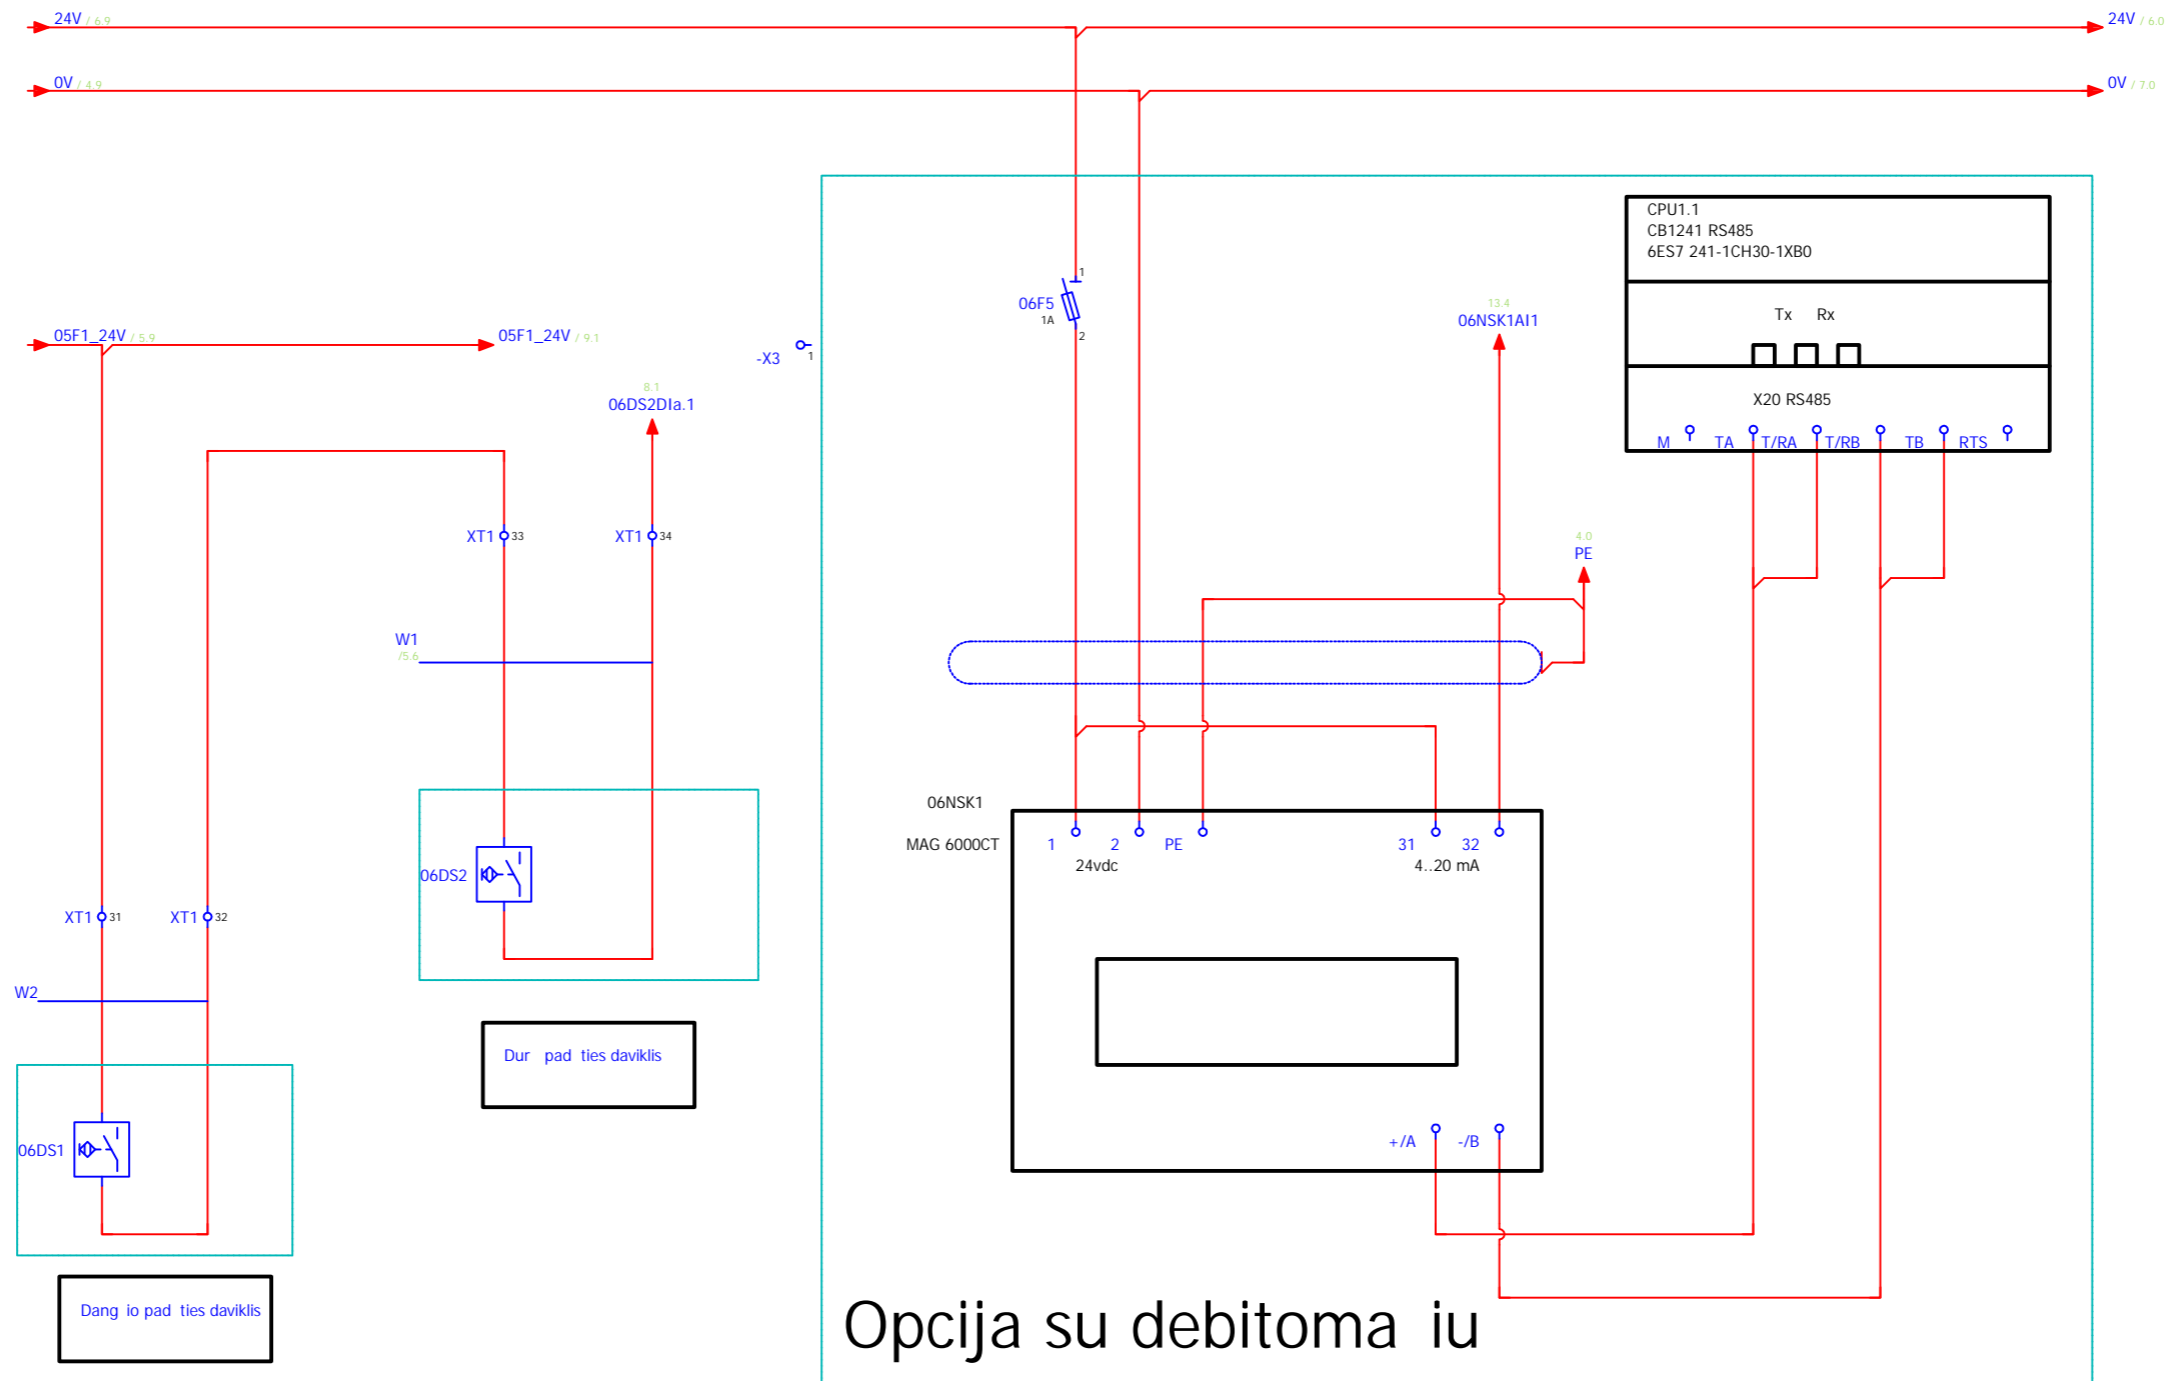 24V / 6.9
24V / 6.0
0V / 4.9
0V / 7.0
CPU1.1
CB1241 RS485
6ES7 241-1CH30-1XB0
Tx Rx
X20 RS485
M TA T/RA T/RB TB RTS
05F1_24V / 5.9
05F1_24V / 9.1
-X3 1
06F5
1A
1
2
13.4
06NSK1AI1
8.1
06DS2DIa.1
XT1 33
XT1 34
4.0
PE
W1
/5.6
06NSK1
MAG 6000CT
1 2 PE 31 32
24vdc 4..20 mA
06DS2
XT1 31
XT1 32
W2
Dur pad ties daviklis
06DS1
+/A -/B
Dang io pad ties daviklis
Opcija su debitoma iu